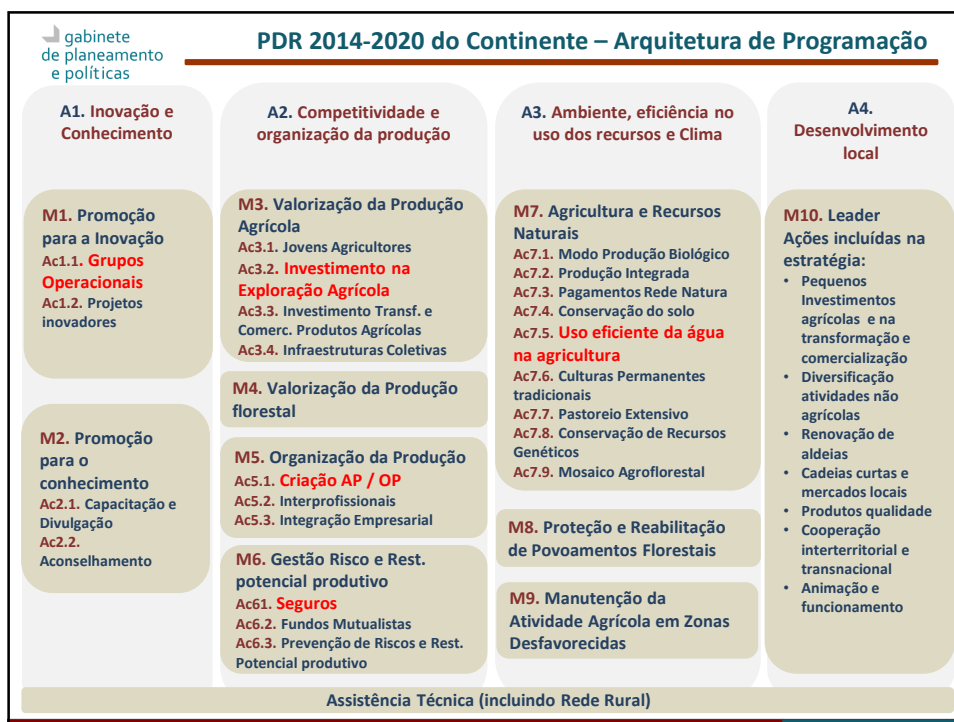 gabinete
de planeamento
e políticas
PDR 2014-2020 do Continente – Arquitetura de Programação
A1. Inovação e
Conhecimento
M1. Promoção
para a Inovação
Ac1.1. Grupos
Operacionais
Ac1.2. Projetos
inovadores
M2. Promoção
para o
conhecimento
Ac2.1. Capacitação e
Divulgação
Ac2.2.
Aconselhamento
A2. Competitividade e
organização da produção
M3. Valorização da Produção
Agrícola
Ac3.1. Jovens Agricultores
Ac3.2. Investimento na
Exploração Agrícola
Ac3.3. Investimento Transf. e
Comerc. Produtos Agrícolas
Ac3.4. Infraestruturas Coletivas
M4. Valorização da Produção
florestal
M5. Organização da Produção
Ac5.1. Criação AP / OP
Ac5.2. Interprofissionais
Ac5.3. Integração Empresarial
M6. Gestão Risco e Rest.
potencial produtivo
Ac61. Seguros
Ac6.2. Fundos Mutualistas
Ac6.3. Prevenção de Riscos e Rest.
Potencial produtivo
A3. Ambiente, eficiência no
uso dos recursos e Clima
M7. Agricultura e Recursos
Naturais
Ac7.1. Modo Produção Biológico
Ac7.2. Produção Integrada
Ac7.3. Pagamentos Rede Natura
Ac7.4. Conservação do solo
Ac7.5. Uso eficiente da água
na agricultura
Ac7.6. Culturas Permanentes
tradicionais
Ac7.7. Pastoreio Extensivo
Ac7.8. Conservação de Recursos
Genéticos
Ac7.9. Mosaico Agroflorestal
M8. Proteção e Reabilitação
de Povoamentos Florestais
M9. Manutenção da
Atividade Agrícola em Zonas
Desfavorecidas
A4.
Desenvolvimento
local
M10. Leader
Ações incluídas na
estratégia:
• Pequenos
Investimentos
agrícolas e na
transformação e
comercialização
• Diversificação
atividades não
agrícolas
• Renovação de
aldeias
• Cadeias curtas e
mercados locais
• Produtos qualidade
• Cooperação
interterritorial e
transnacional
• Animação e
funcionamento
Assistência Técnica (incluindo Rede Rural)